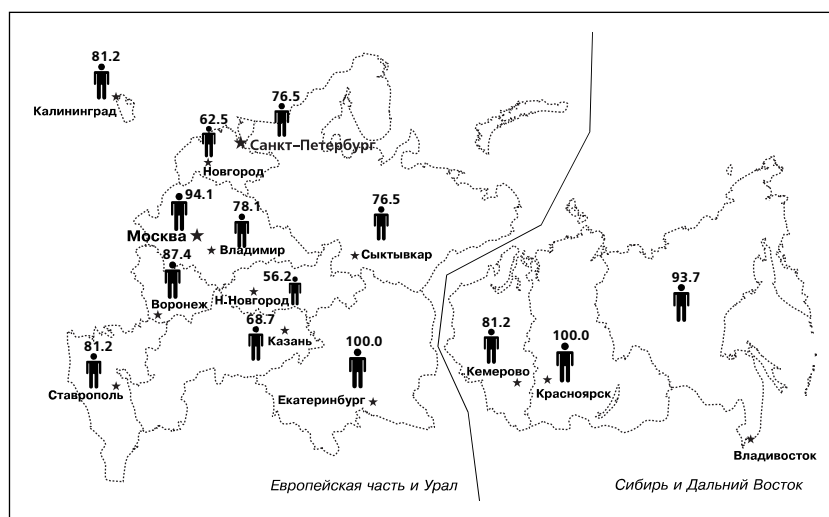 81.2
Калининград
76.5
62.5
Санкт–Петербург
Новгород
94.1
78.1
76.5
Москва
Владимир
Сыктывкар
87.4
56.2
Воронеж
Н-Новгород
68.7
Казань
81.2
100.0
Ставрополь
Екатеринбург
93.7
81.2
100.0
Кемерово
Красноярск
Владивосток
Европейская часть и Урал
Сибирь и Дальний Восток